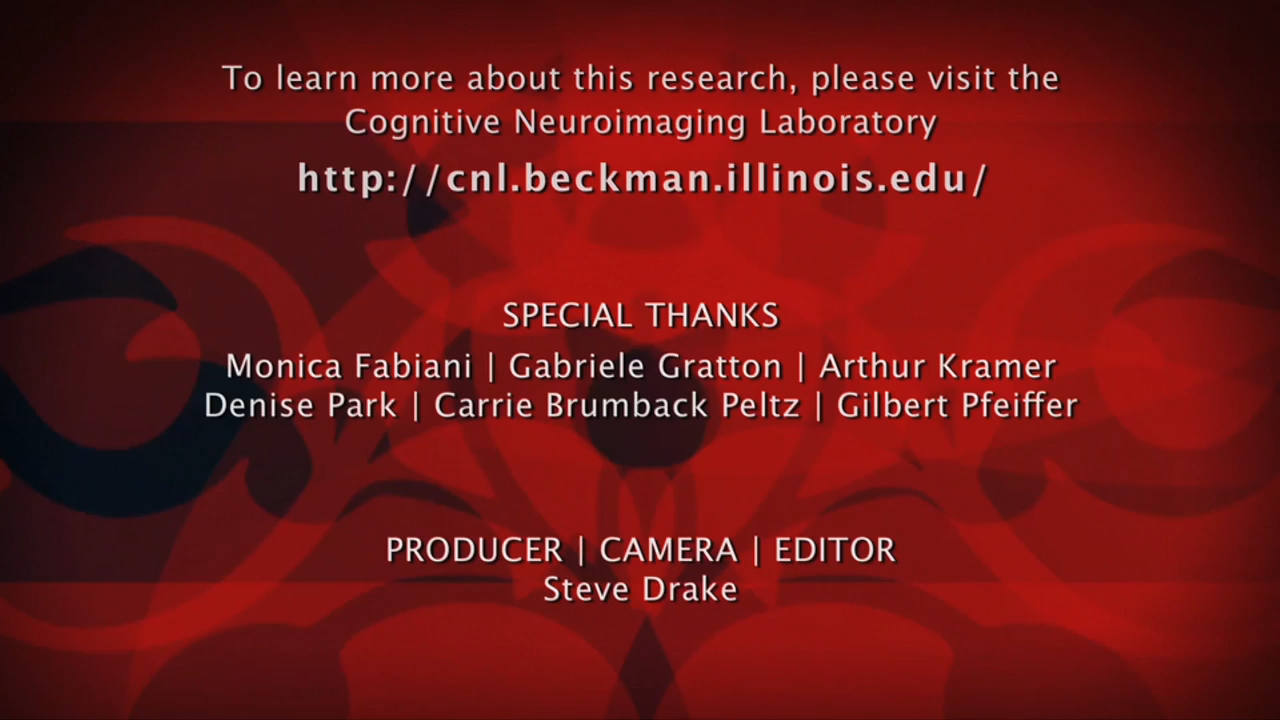 To learn more about this research, please visit the
Cognitive Neuroimaging Laboratory
http://cnl.beckman.illinois.edu/
SPECIAL THANKS
Monica Fabiani | Gabriele Gratton | Arthur Kramer
Denise Park | Carrie Brumback Peltz | Gilbert Pfeiffer
PRODUCER | CAMERA | EDITOR
Steve Drake